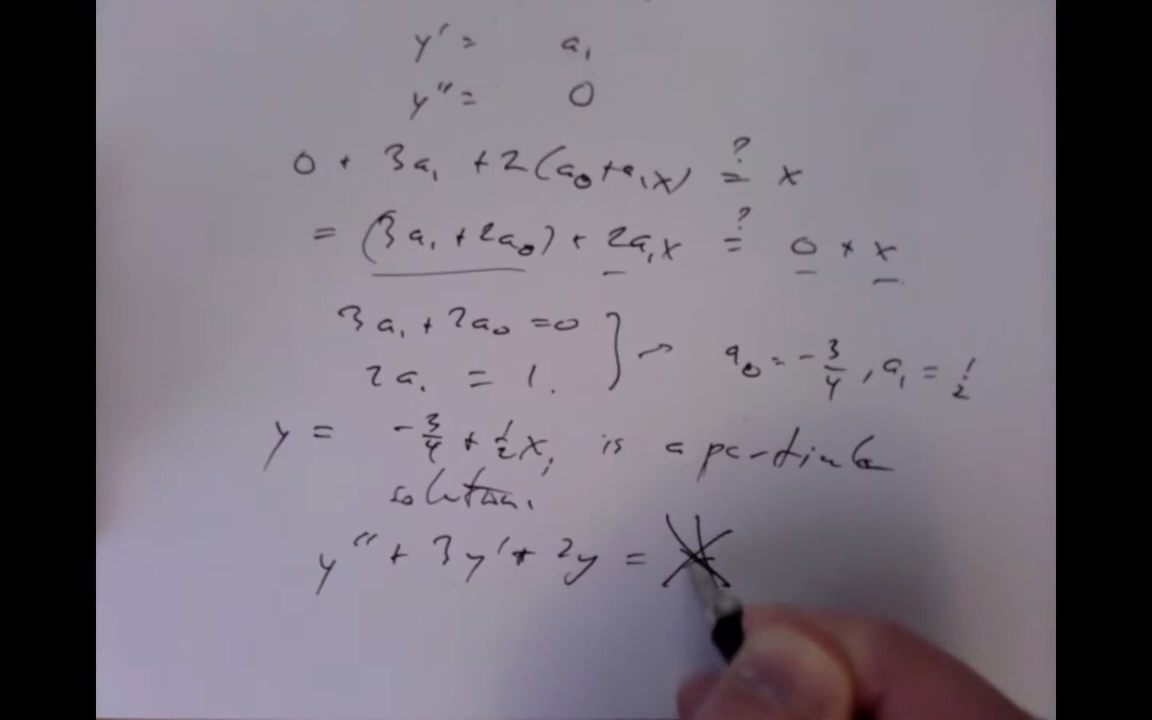 y' = a₁
y'' = 0
0 + 3a₁ + 2(a₀+a₁x) ?= x
= (3a₁ + 2a₀) + 2a₁x ?= 0 + x
3a₁ + 2a₀ = 0
2a₁ = 1. } → a₀ = -3/4, a₁ = 1/2
y = -3/4 + 1/2 x, is a particular
solution.
y'' + 3y' + 2y =